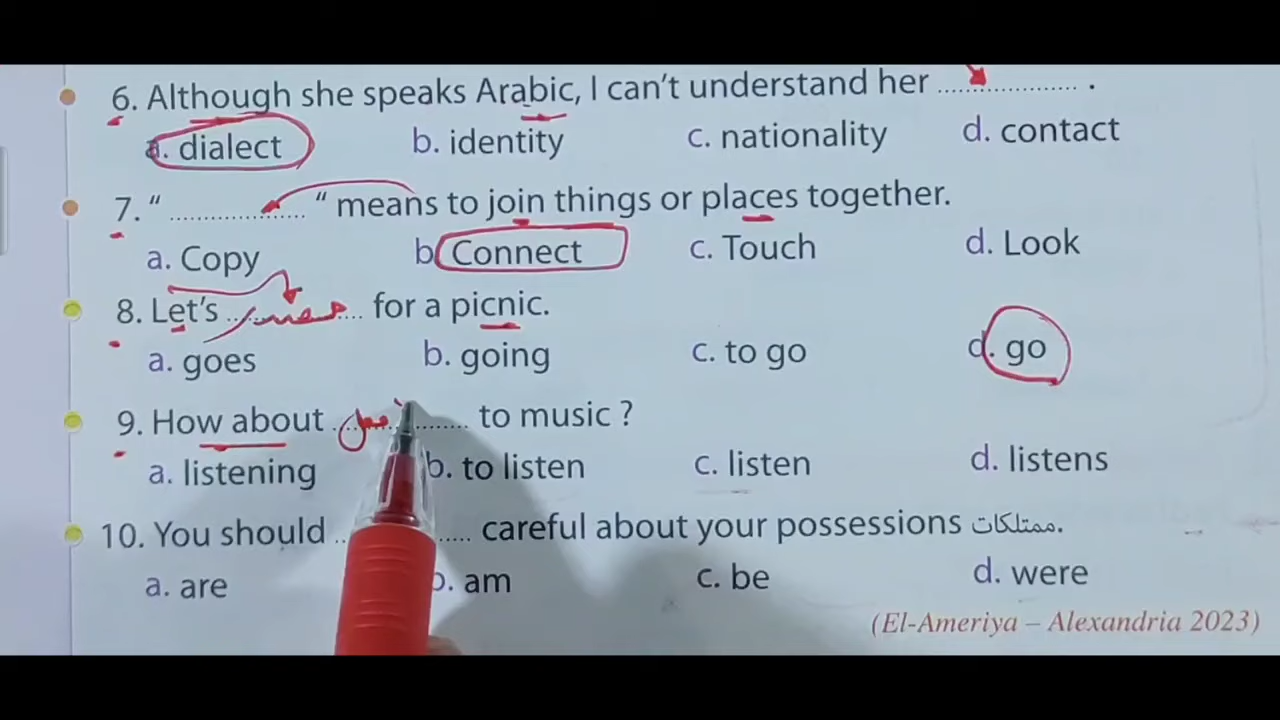 6. Although she speaks Arabic, I can't understand her .................... .
a. dialect b. identity c. nationality d. contact
7. “ .................... “ means to join things or places together.
a. Copy b. Connect c. Touch d. Look
8. Let's .................... for a picnic.
a. goes b. going c. to go d. go
9. How about .................... to music ?
a. listening b. to listen c. listen d. listens
10. You should .................... careful about your possessions ممتلكات.
a. are b. am c. be d. were
(El-Ameriya – Alexandria 2023)